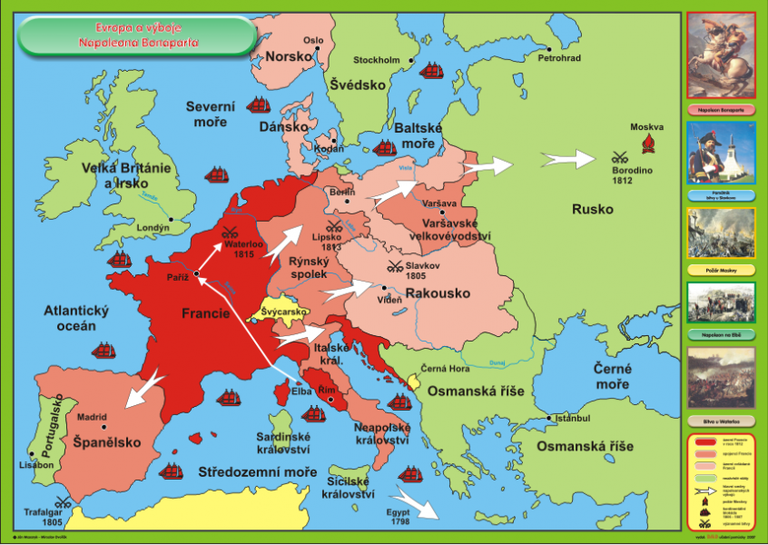 Evropa a výboje
Napoleona Bonaparta
Norsko
Oslo
Stockholm
Švédsko
Petrohrad
Severní
moře
Dánsko
Kodaň
Baltské
moře
Moskva
Borodino
1812
Rusko
Velká Británie
a Irsko
Londýn
Berlín
Varšava
Varšavské
velkovévodství
Waterloo
1815
Lipsko
1813
Rýnský
spolek
Slavkov
1805
Vídeň
Rakousko
Paříž
Francie
Švýcarsko
Atlantický
oceán
Italské
král.
Dunaj
Černá Hora
Osmanská říše
Černé
moře
Istanbul
Osmanská říše
Elba
Řím
Portugalsko
Madrid
Španělsko
Lisabon
Sardinské
království
Neapolské
království
Středozemní moře
Sicilské
království
Trafalgar
1805
Egypt
1798
Napoleon Bonaparte
Požár Moskvy
Napoleon na Elbě
Bitva u Waterloo